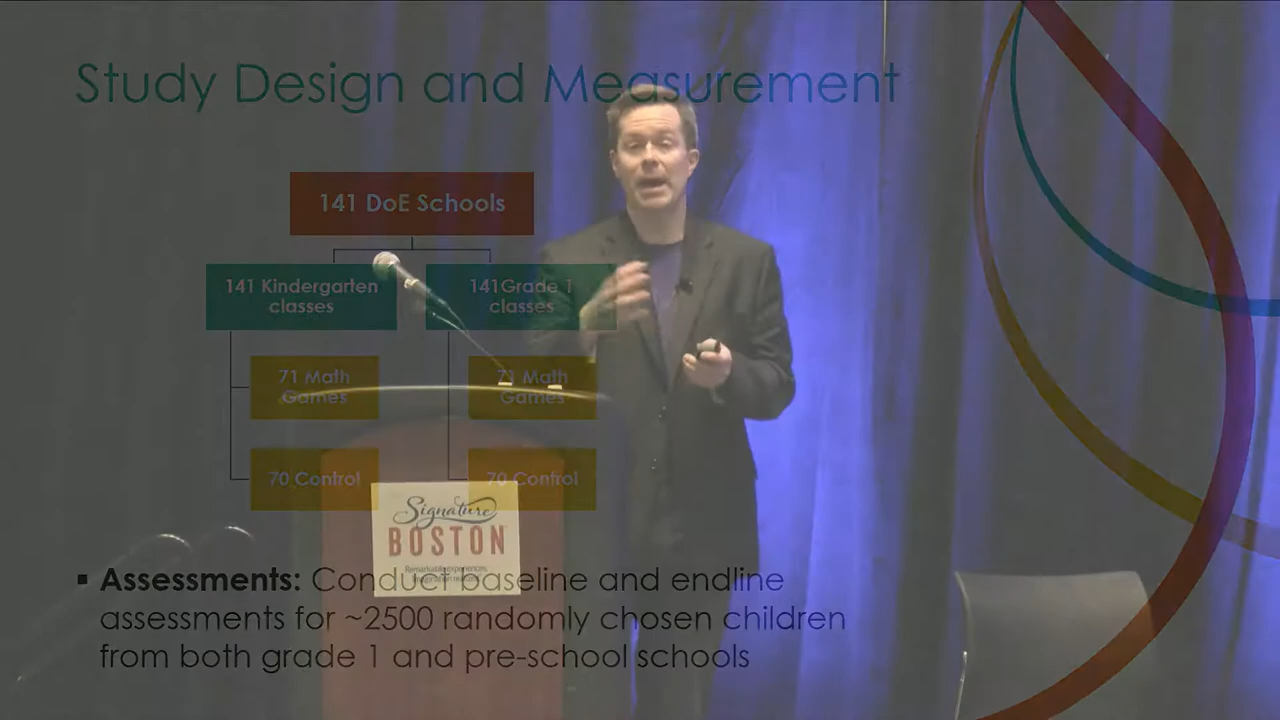 Study Design and Measurement
141 DoE Schools
141 Kindergarten
classes
141Grade 1
classes
71 Math
Games
71 Math
Games
70 Control
70 Control
Signature
BOSTON
Remarkable experiences.
▪ Assessments: Conduct baseline and endline
assessments for ~2500 randomly chosen children
from both grade 1 and pre-school schools